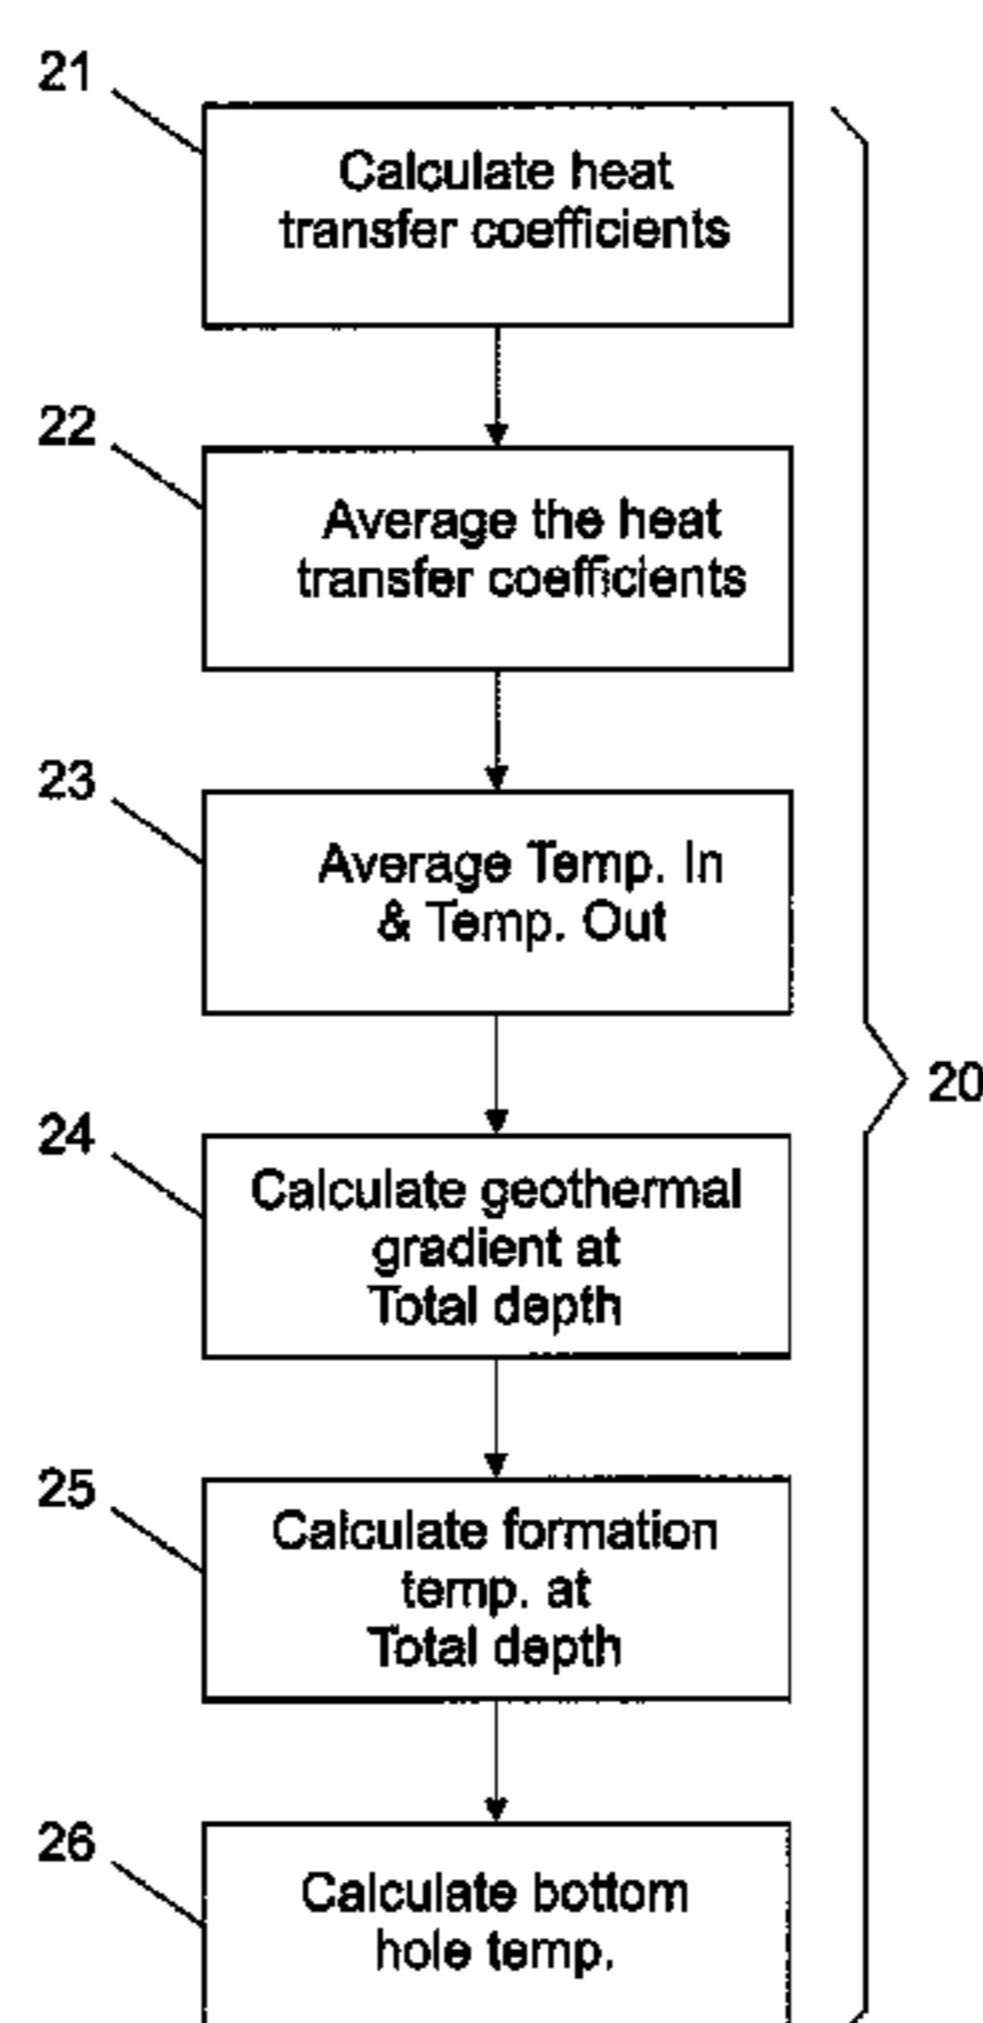 21
Calculate heat
transfer coefficients
22
Average the heat
transfer coefficients
23
Average Temp. In
& Temp. Out
20
24
Calculate geothermal
gradient at
Total depth
25
Calculate formation
temp. at
Total depth
26
Calculate bottom
hole temp.